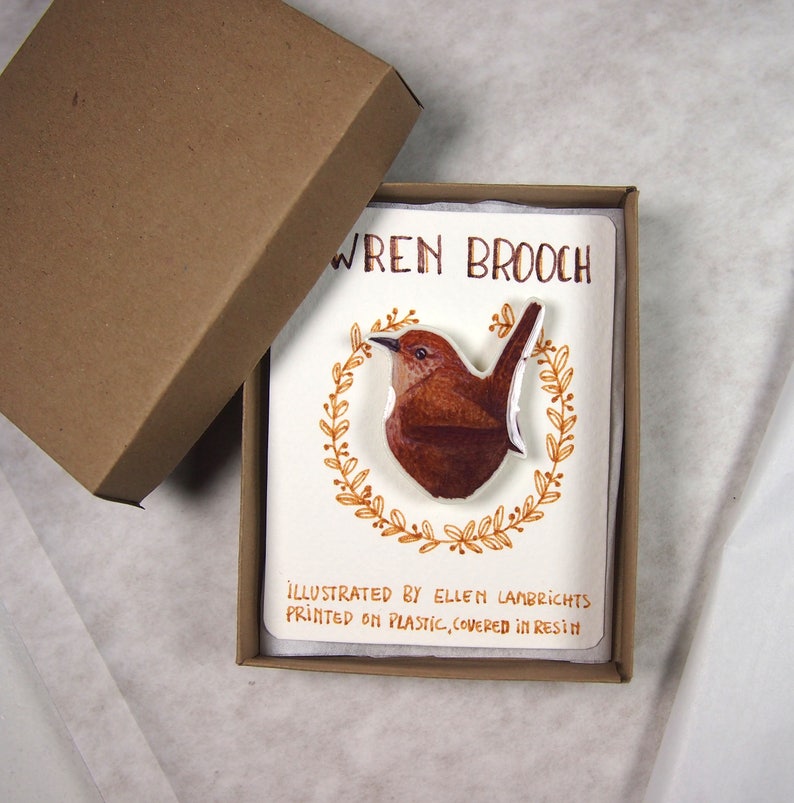 WREN BROOCH
ILLUSTRATED BY ELLEN LAMBRICHTS
PRINTED ON PLASTIC, COVERED IN RESIN